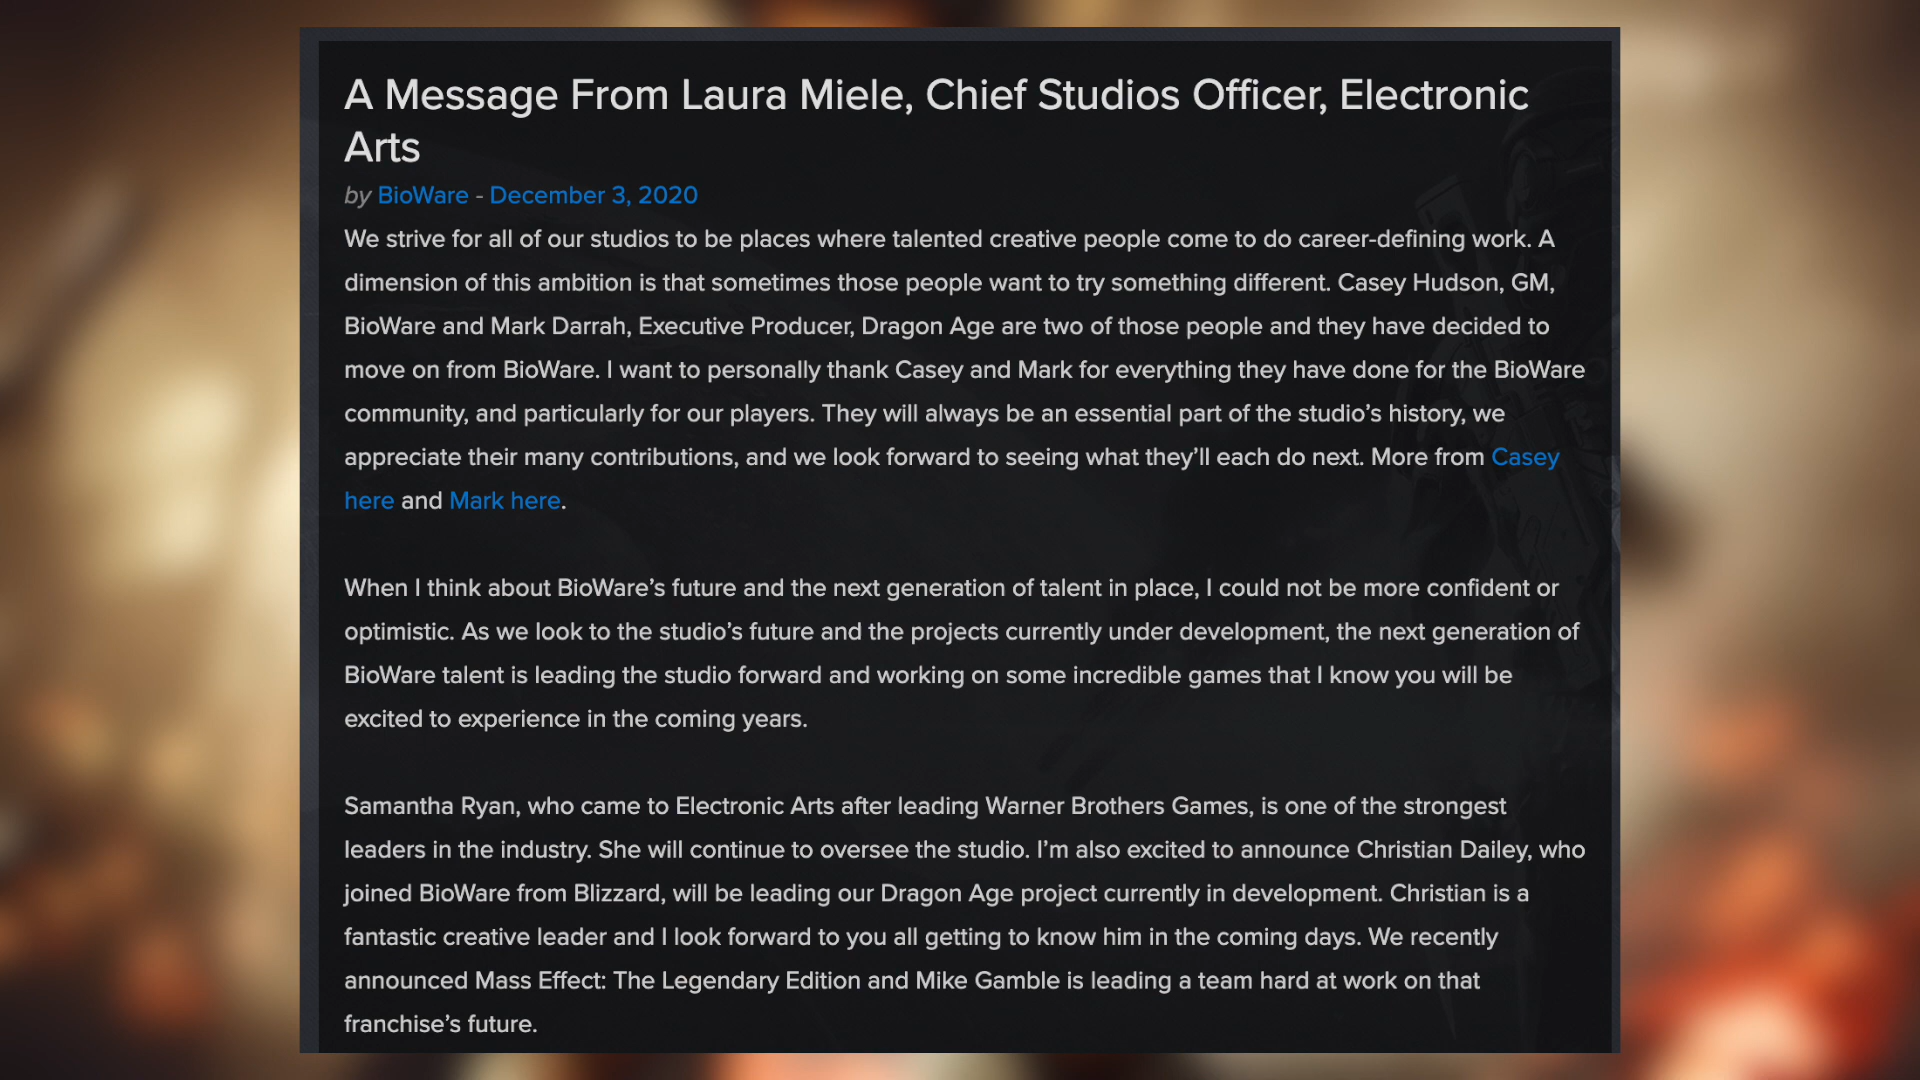 A Message From Laura Miele, Chief Studios Officer, Electronic
Arts
by BioWare - December 3, 2020
We strive for all of our studios to be places where talented creative people come to do career-defining work. A
dimension of this ambition is that sometimes those people want to try something different. Casey Hudson, GM,
BioWare and Mark Darrah, Executive Producer, Dragon Age are two of those people and they have decided to
move on from BioWare. I want to personally thank Casey and Mark for everything they have done for the BioWare
community, and particularly for our players. They will always be an essential part of the studio’s history, we
appreciate their many contributions, and we look forward to seeing what they’ll each do next. More from Casey
here and Mark here.
When I think about BioWare’s future and the next generation of talent in place, I could not be more confident or
optimistic. As we look to the studio’s future and the projects currently under development, the next generation of
BioWare talent is leading the studio forward and working on some incredible games that I know you will be
excited to experience in the coming years.
Samantha Ryan, who came to Electronic Arts after leading Warner Brothers Games, is one of the strongest
leaders in the industry. She will continue to oversee the studio. I’m also excited to announce Christian Dailey, who
joined BioWare from Blizzard, will be leading our Dragon Age project currently in development. Christian is a
fantastic creative leader and I look forward to you all getting to know him in the coming days. We recently
announced Mass Effect: The Legendary Edition and Mike Gamble is leading a team hard at work on that
franchise’s future.